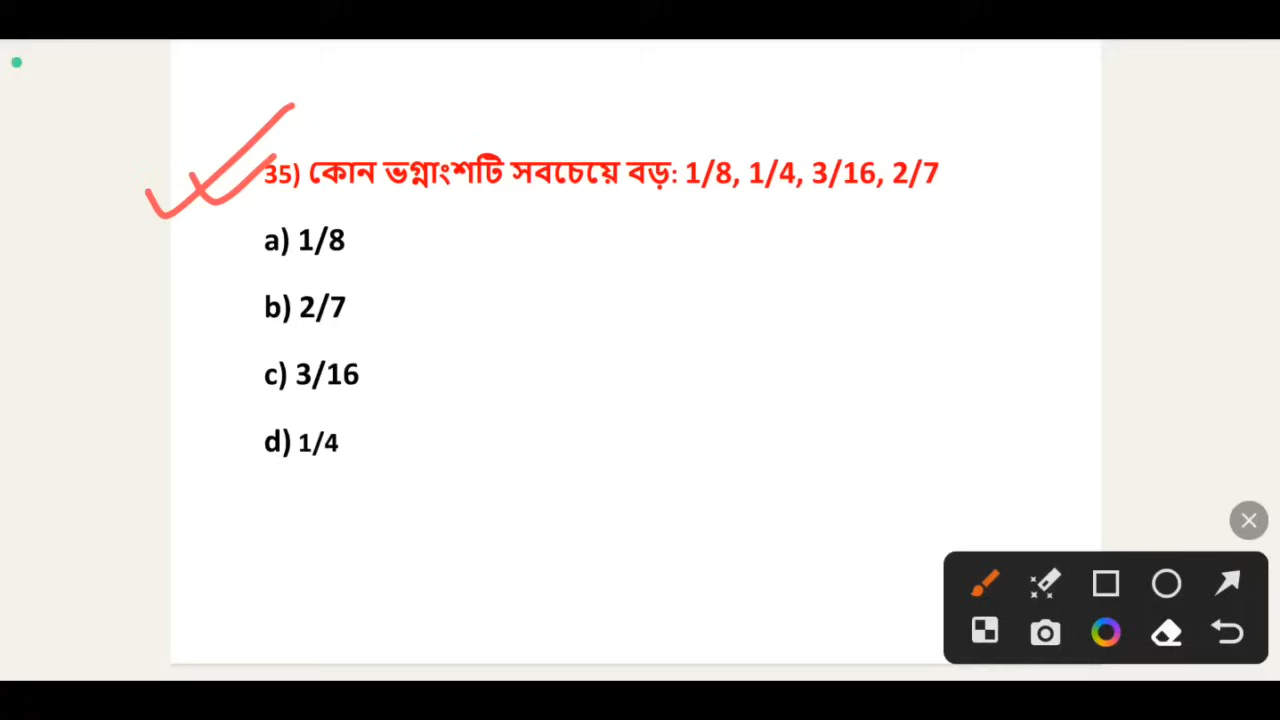 35) কোন ভগ্নাংশটি সবচেয়ে বড়: 1/8, 1/4, 3/16, 2/7
a) 1/8
b) 2/7
c) 3/16
d) 1/4